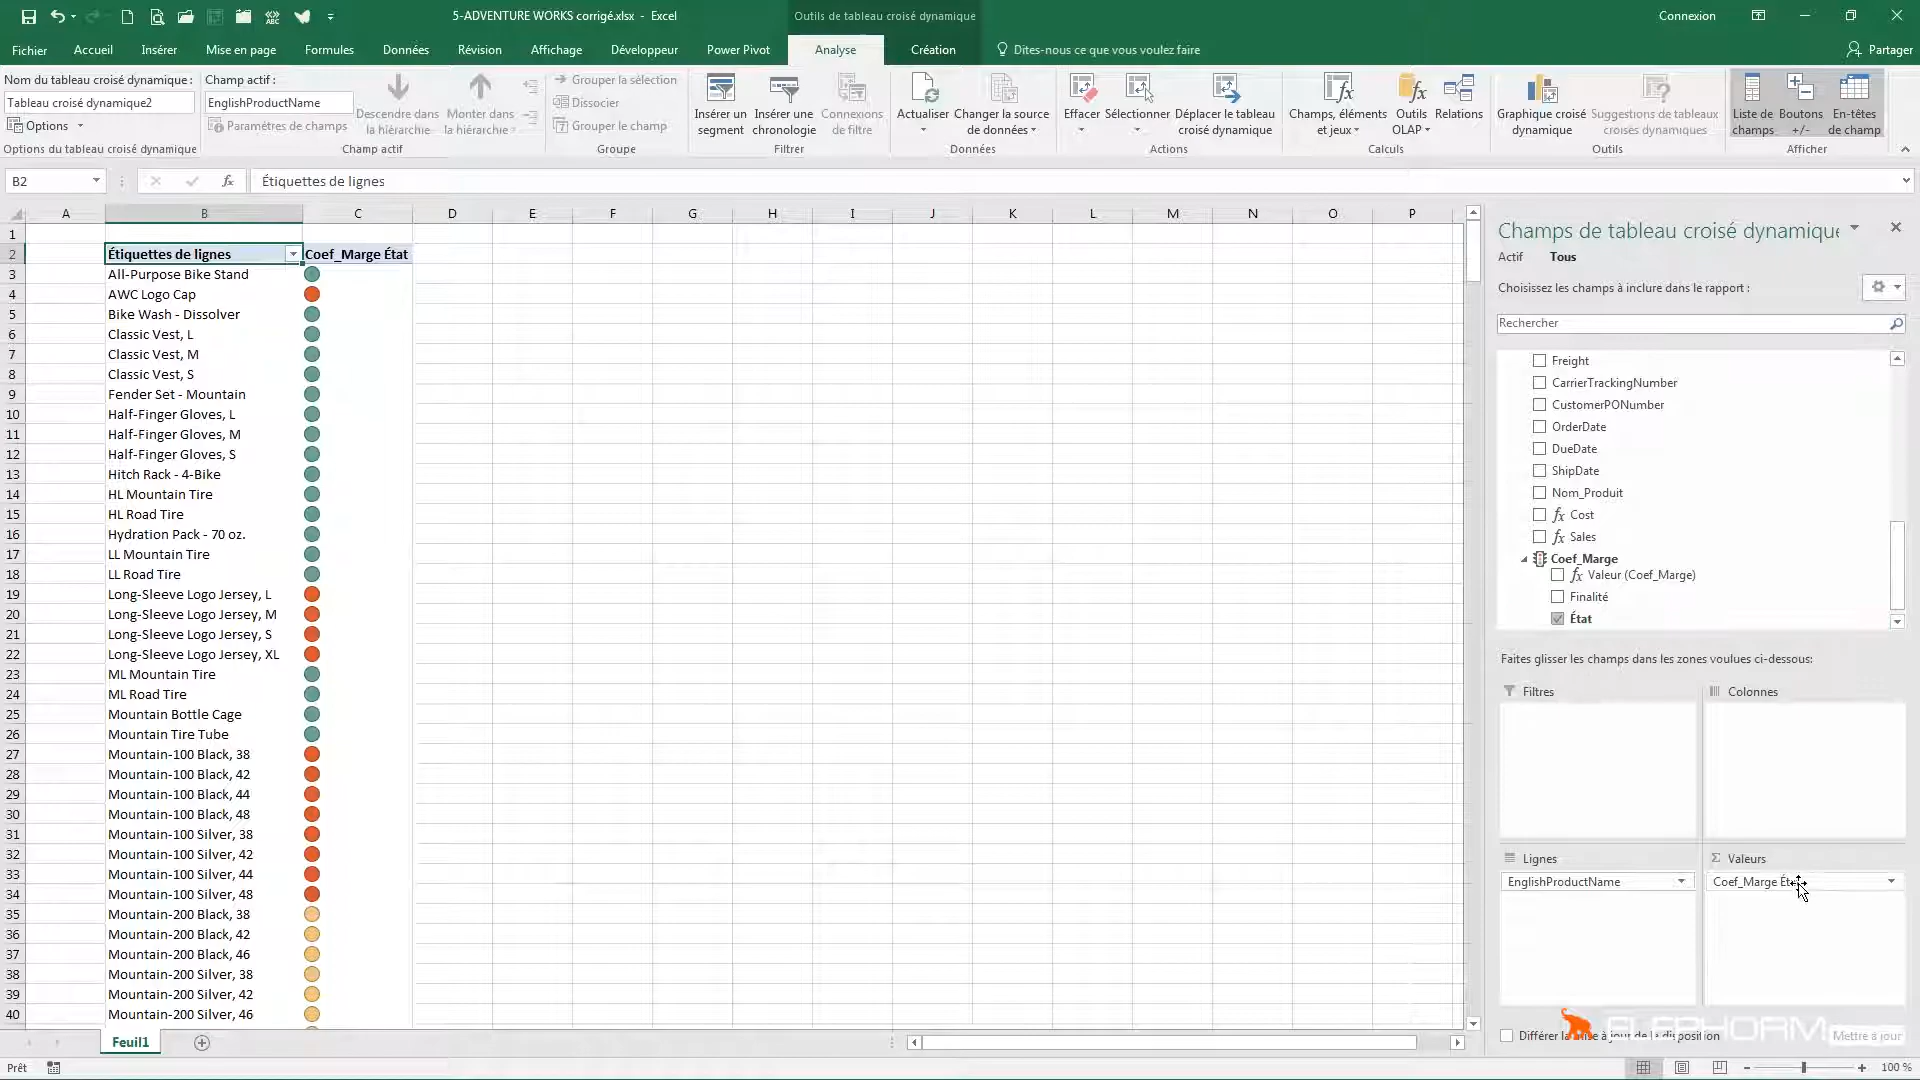 5-ADVENTURE WORKS corrigé.xlsx - Excel
Outils de tableau croisé dynamique
Connexion
Fichier Accueil Insérer Mise en page Formules Données Révision Affichage Développeur Power Pivot Analyse Création Dites-nous ce que vous voulez faire Partager
Nom du tableau croisé dynamique :
Tableau croisé dynamique2
Options
Options du tableau croisé dynamique
Champ actif :
EnglishProductName
Paramètres de champs
Descendre dans la hiérarchie
Monter dans la hiérarchie
Champ actif
Grouper la sélection
Dissocier
Grouper le champ
Groupe
Insérer un segment
Insérer une chronologie
Connexions de filtre
Filtrer
Actualiser
Changer la source de données
Données
Effacer
Sélectionner
Déplacer le tableau croisé dynamique
Actions
Champs, éléments et jeux
Outils OLAP
Relations
Calculs
Graphique croisé dynamique
Suggestions de tableaux croisés dynamiques
Outils
Liste de champs
Boutons +/-
En-têtes de champ
Afficher
B2
fx
Étiquettes de lignes
A B C D E F G H I J K L M N O P
1
2 Étiquettes de lignes Coef_Marge État
3 All-Purpose Bike Stand
4 AWC Logo Cap
5 Bike Wash - Dissolver
6 Classic Vest, L
7 Classic Vest, M
8 Classic Vest, S
9 Fender Set - Mountain
10 Half-Finger Gloves, L
11 Half-Finger Gloves, M
12 Half-Finger Gloves, S
13 Hitch Rack - 4-Bike
14 HL Mountain Tire
15 HL Road Tire
16 Hydration Pack - 70 oz.
17 LL Mountain Tire
18 LL Road Tire
19 Long-Sleeve Logo Jersey, L
20 Long-Sleeve Logo Jersey, M
21 Long-Sleeve Logo Jersey, S
22 Long-Sleeve Logo Jersey, XL
23 ML Mountain Tire
24 ML Road Tire
25 Mountain Bottle Cage
26 Mountain Tire Tube
27 Mountain-100 Black, 38
28 Mountain-100 Black, 42
29 Mountain-100 Black, 44
30 Mountain-100 Black, 48
31 Mountain-100 Silver, 38
32 Mountain-100 Silver, 42
33 Mountain-100 Silver, 44
34 Mountain-100 Silver, 48
35 Mountain-200 Black, 38
36 Mountain-200 Black, 42
37 Mountain-200 Black, 46
38 Mountain-200 Silver, 38
39 Mountain-200 Silver, 42
40 Mountain-200 Silver, 46
Feuil1
Prêt
Champs de tableau croisé dynamique
Actif Tous
Choisissez les champs à inclure dans le rapport :
Rechercher
Freight
CarrierTrackingNumber
CustomerPONumber
OrderDate
DueDate
ShipDate
Nom_Produit
fx Cost
fx Sales
Coef_Marge
fx Valeur (Coef_Marge)
Finalité
État
Faites glisser les champs dans les zones voulues ci-dessous:
Filtres
Colonnes
Lignes
Σ Valeurs
EnglishProductName
Coef_Marge
Différer la mise à jour de la disposition
Mettre à jour
ELEPHORM
100 %